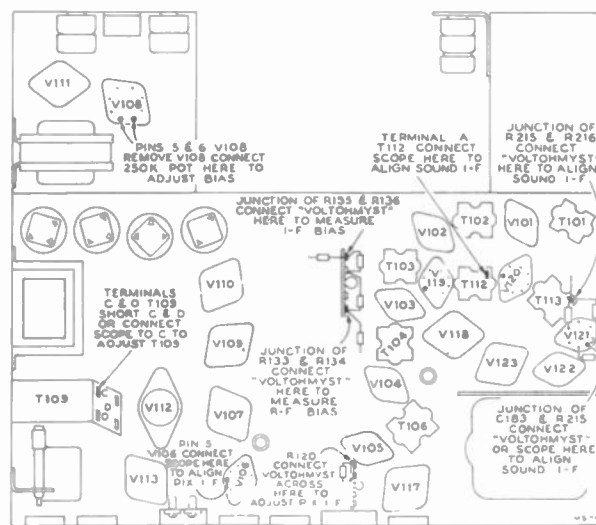 V111
V108
PINS 5 & 6 V108
REMOVE V108 CONNECT
250K POT HERE TO
ADJUST BIAS
TERMINAL A
T112 CONNECT
SCOPE HERE TO
ALIGN SOUND I-F
JUNCTION OF
R215 & R216
CONNECT
"VOLTOHMYST"
HERE TO ALIGN
SOUND I-F
JUNCTION OF R135 & R136
CONNECT "VOLTOHMYST"
HERE TO MEASURE
I-F BIAS
V102
T102
V101
T101
T103
V119
T112
V120
T113
V110
V103
TERMINALS
C & D T109
SHORT C & D
OR CONNECT
SCOPE TO C TO
ADJUST T109
V109
T104
V118
V121
JUNCTION OF
R133 & R134
CONNECT
"VOLTOHMYST"
HERE TO
MEASURE
R-F BIAS
V123
V122
T109
C
D
V112
V107
V104
T106
JUNCTION OF
C183 & R215
CONNECT
"VOLTOHMYST"
OR SCOPE HERE
TO ALIGN
SOUND I-F
PIN 5
V106 CONNECT
SCOPE HERE
TO ALIGN
PIX I-F
V113
R120
CONNECT
VOLTOHMYST
ACROSS
HERE TO
ADJUST PIX I-F
V105
V117